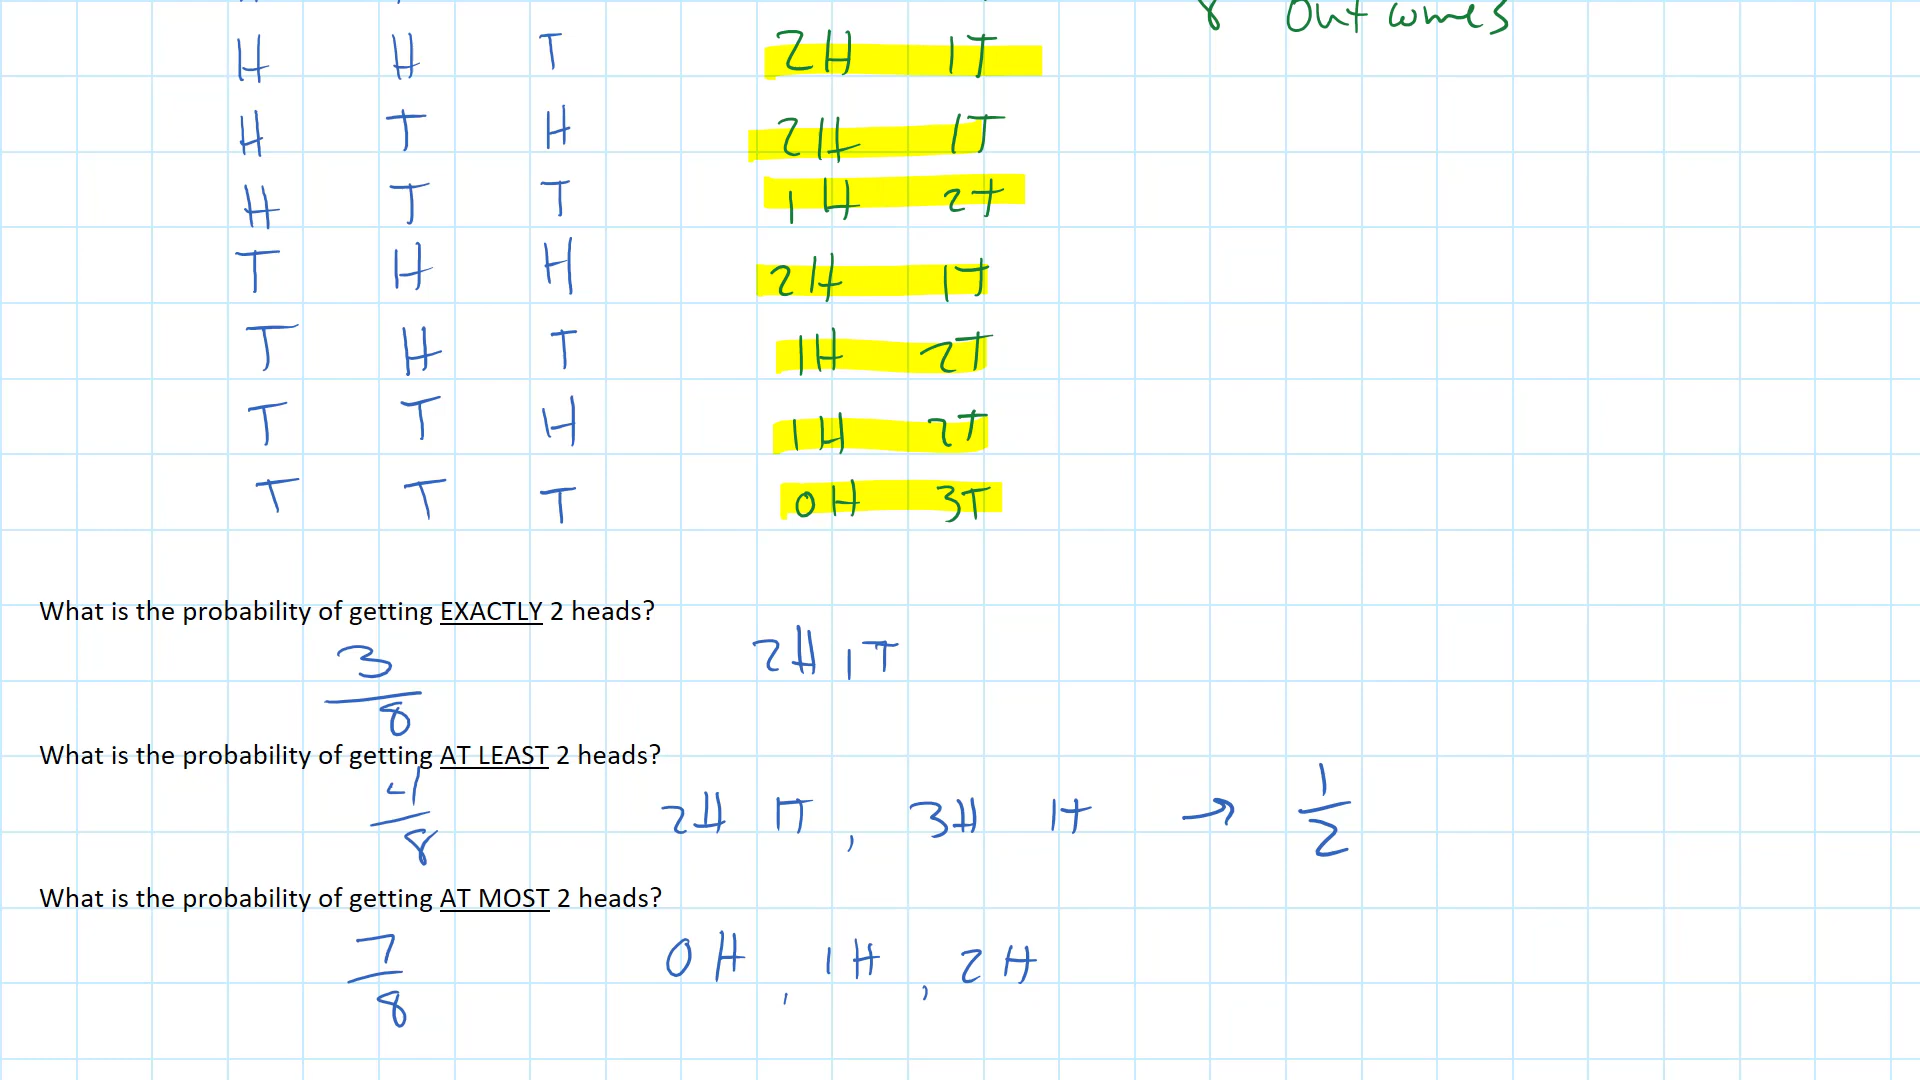 8 Outcomes
H H T 2H 1T
H T H 2H 1T
H T T 1H 2T
T H H 2H 1T
T H T 1H 2T
T T H 1H 2T
T T T 0H 3T
What is the probability of getting EXACTLY 2 heads?
3/8 2H 1T
What is the probability of getting AT LEAST 2 heads?
4/8 2H 1T, 3H 1T → 1/2
What is the probability of getting AT MOST 2 heads?
7/8 0H, 1H, 2H